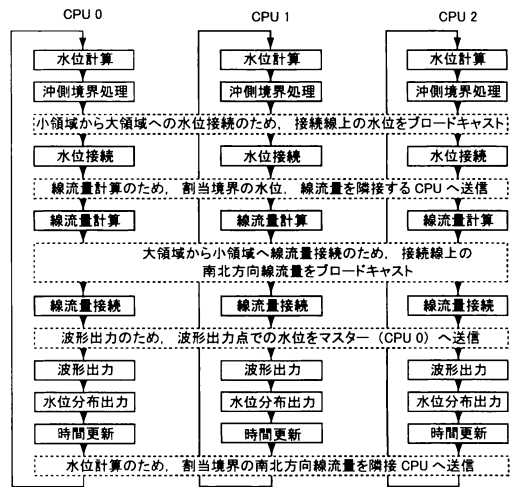 CPU 0 CPU 1 CPU 2
水位計算 水位計算 水位計算
沖側境界処理 沖側境界処理 沖側境界処理
小領域から大領域への水位接続のため，接続線上の水位をブロードキャスト
水位接続 水位接続 水位接続
線流量計算のため，割当境界の水位，線流量を隣接する CPU へ送信
線流量計算 線流量計算 線流量計算
大領域から小領域へ線流量接続のため，接続線上の
南北方向線流量をブロードキャスト
線流量接続 線流量接続 線流量接続
波形出力のため，波形出力点での水位をマスター（CPU 0）へ送信
波形出力 波形出力 波形出力
水位分布出力 水位分布出力 水位分布出力
時間更新 時間更新 時間更新
水位計算のため，割当境界の南北方向線流量を隣接 CPU へ送信